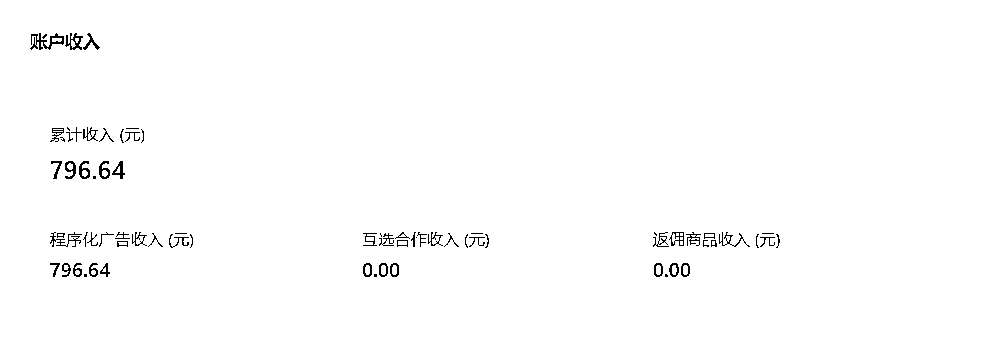 账户收入
累计收入 (元)
796.64
程序化广告收入 (元) 互选合作收入 (元) 返佣商品收入 (元)
796.64 0.00 0.00